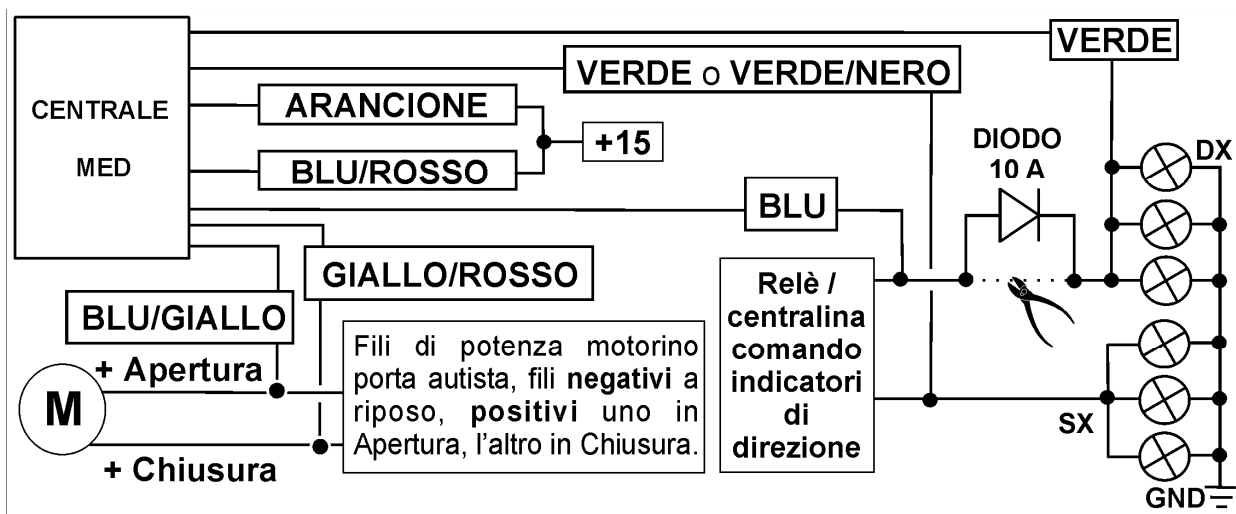 VERDE
VERDE o VERDE/NERO
CENTRALE
MED
ARANCIONE
+15
BLU/ROSSO
DIODO
10 A
DX
BLU
GIALLO/ROSSO
BLU/GIALLO
Relè /
centralina
comando
indicatori
di
direzione
+ Apertura
Fili di potenza motorino
porta autista, fili negativi a
riposo, positivi uno in
Apertura, l'altro in Chiusura.
M
SX
+ Chiusura
GND